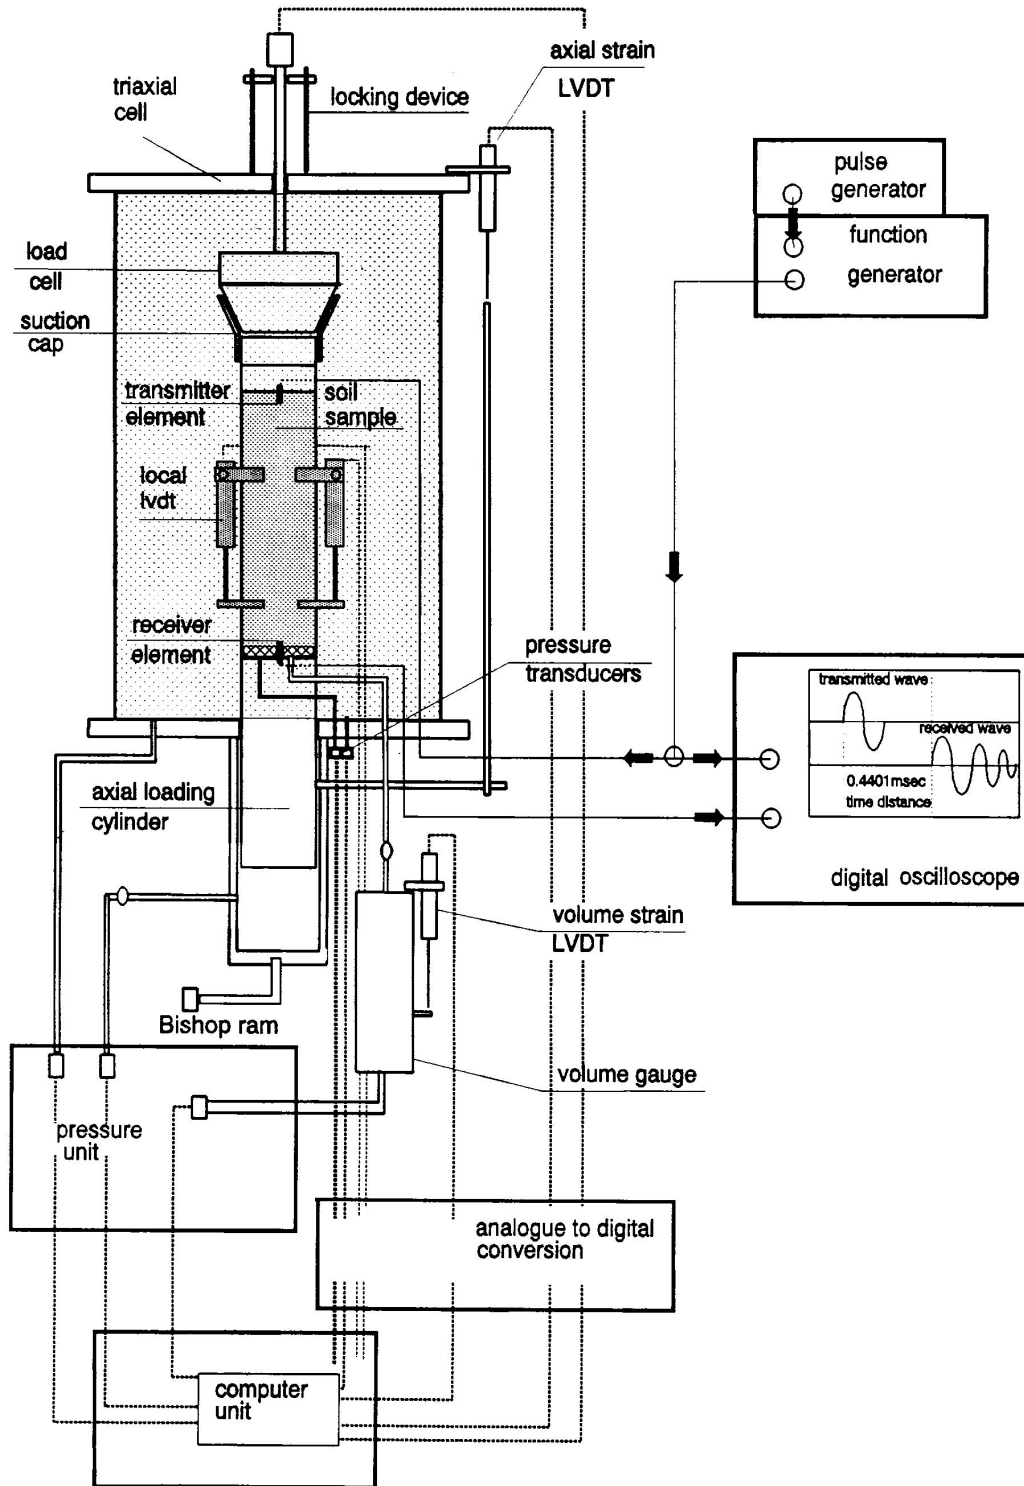 axial strain
LVDT
triaxial
cell
locking device
pulse
generator
function
generator
load
cell
suction
cap
transmitter
element
soil
sample
local
lvdt
receiver
element
pressure
transducers
transmitted wave
received wave
0.4401msec
time distance
digital oscilloscope
axial loading
cylinder
volume strain
LVDT
Bishop ram
volume gauge
pressure
unit
analogue to digital
conversion
computer
unit